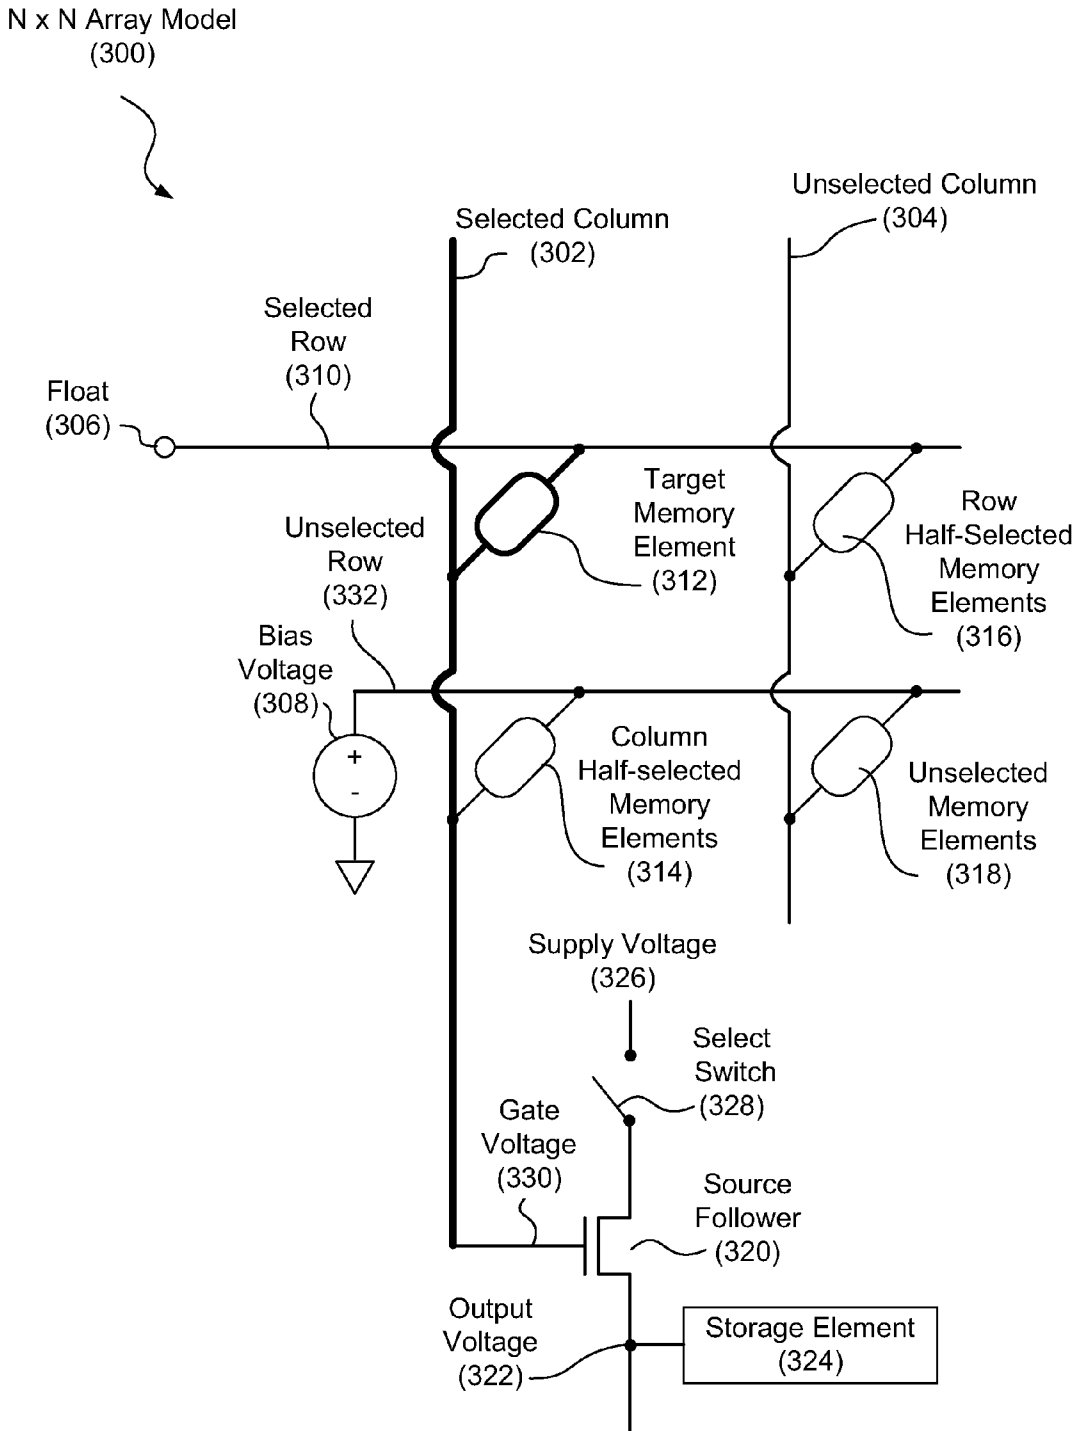 N x N Array Model
(300)
Unselected Column
(304)
Selected Column
(302)
Selected
Row
(310)
Float
(306)
Target
Memory
Element
(312)
Row
Half-Selected
Memory
Elements
(316)
Unselected
Row
(332)
Bias
Voltage
(308)
+
-
Column
Half-selected
Memory
Elements
(314)
Unselected
Memory
Elements
(318)
Supply Voltage
(326)
Select
Switch
(328)
Gate
Voltage
(330)
Source
Follower
(320)
Output
Voltage
(322)
Storage Element
(324)